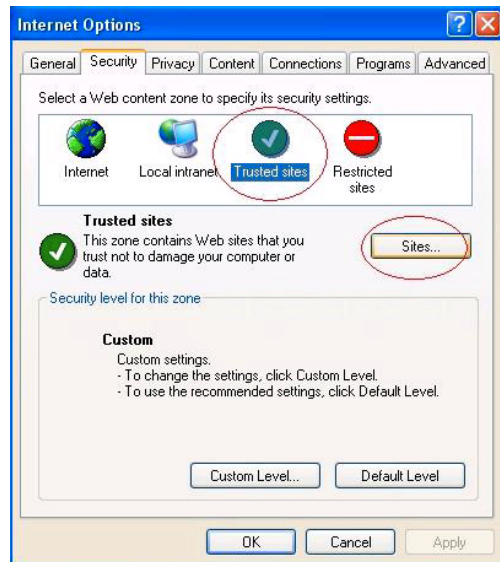 Internet Options
General Security Privacy Content Connections Programs Advanced
Select a Web content zone to specify its security settings.
Internet Local intranet Trusted sites Restricted sites
Trusted sites
This zone contains Web sites that you
trust not to damage your computer or
data.
Sites...
Security level for this zone
Custom
Custom settings.
- To change the settings, click Custom Level.
- To use the recommended settings, click Default Level.
Custom Level... Default Level
OK Cancel Apply